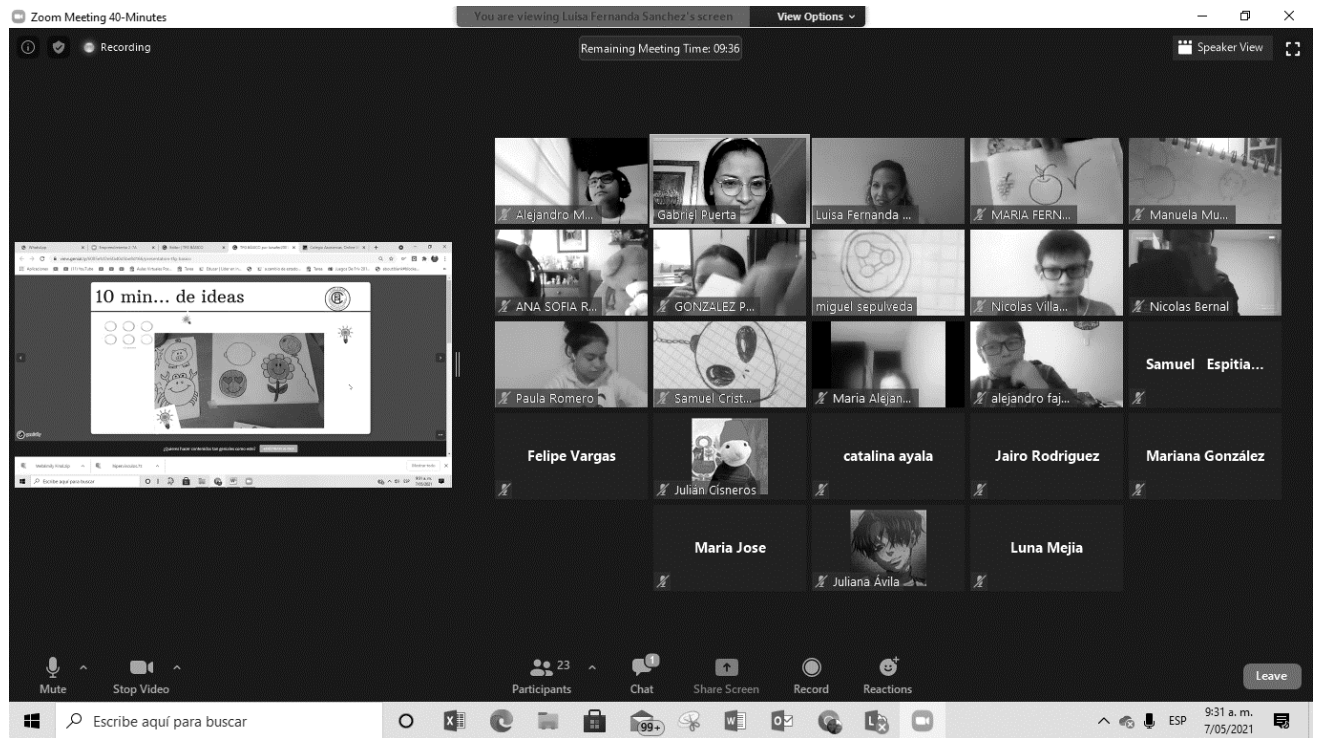 Zoom Meeting 40-Minutes
You are viewing Luisa Fernanda Sanchez's screen
View Options
Recording
Remaining Meeting Time: 09:36
Speaker View
10 min... de ideas
Alejandro M...
Gabriel Puerta
Luisa Fernanda ...
MARIA FERN...
Manuela Mu...
ANA SOFIA R...
GONZALEZ P...
miguel sepulveda
Nicolas Villa...
Nicolas Bernal
Paula Romero
Samuel Crist...
Maria Alejan...
alejandro faj...
Samuel Espitia...
Felipe Vargas
Julián Cisneros
catalina ayala
Jairo Rodriguez
Mariana González
Maria Jose
Juliana Ávila
Luna Mejia
Mute
Stop Video
23
Participants
1
Chat
Share Screen
Record
Reactions
Leave
Escribe aquí para buscar
99+
ESP
9:31 a. m.
7/05/2021